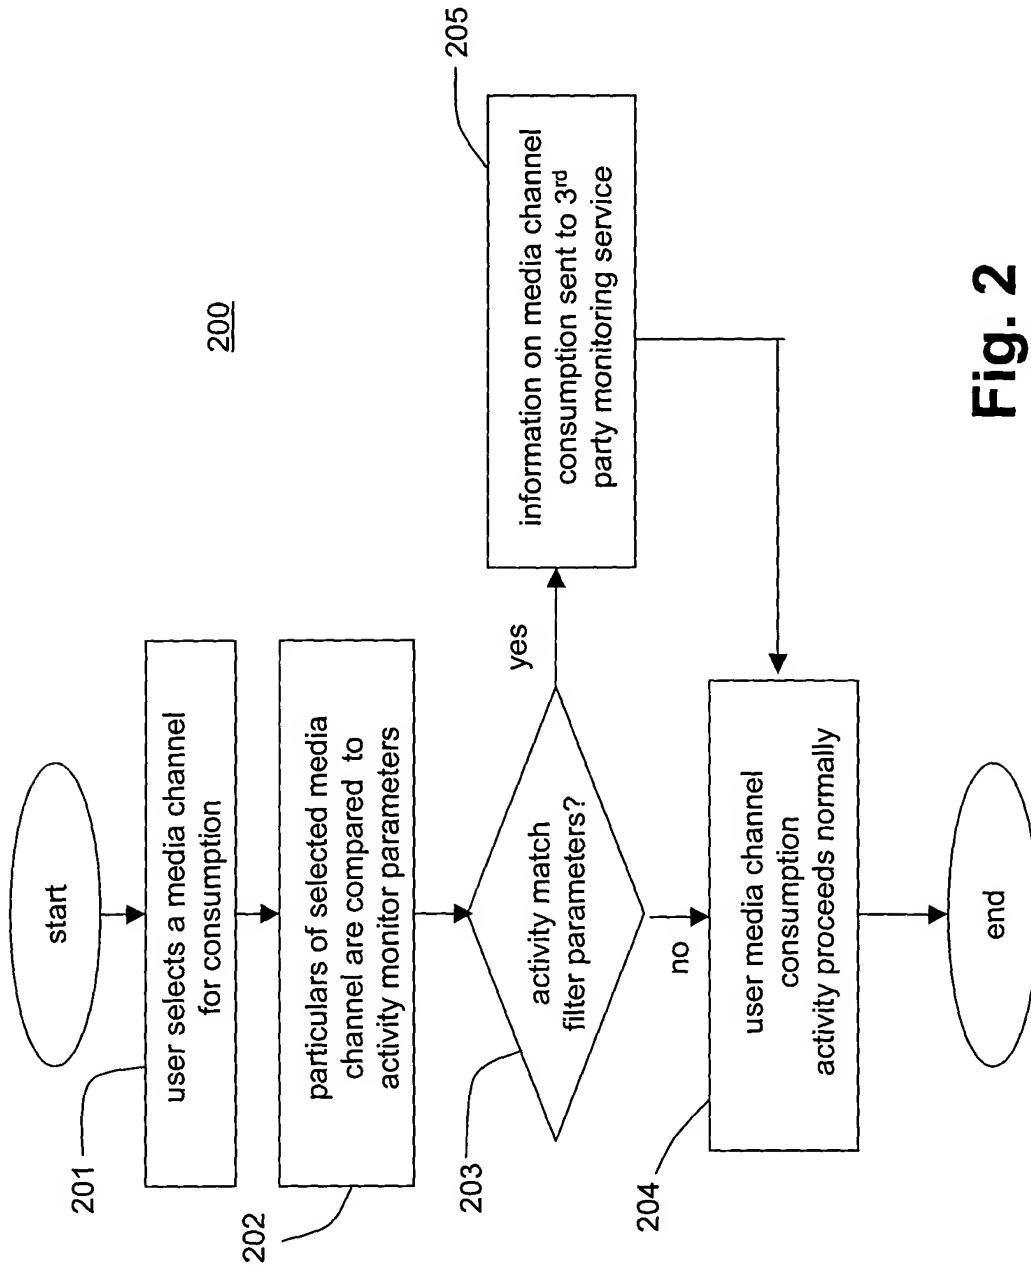 200
start
201
user selects a media channel
for consumption
202
particulars of selected media
channel are compared to
activity monitor parameters
203
activity match
filter parameters?
yes
no
205
information on media channel
consumption sent to 3rd
party monitoring service
204
user media channel
consumption
activity proceeds normally
end
Fig. 2